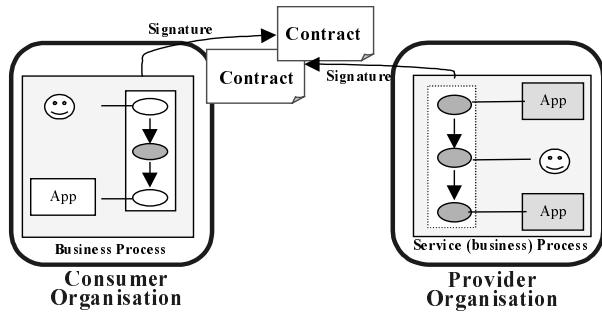 Signature
Contract
Contract
Signature
App
App
App
Business Process
Service (business) Process
Consumer
Organisation
Provider
Organisation